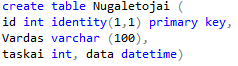 create table Nugaletojai (
id int identity(1,1) primary key,
Vardas varchar (100),
taskai int, data datetime)